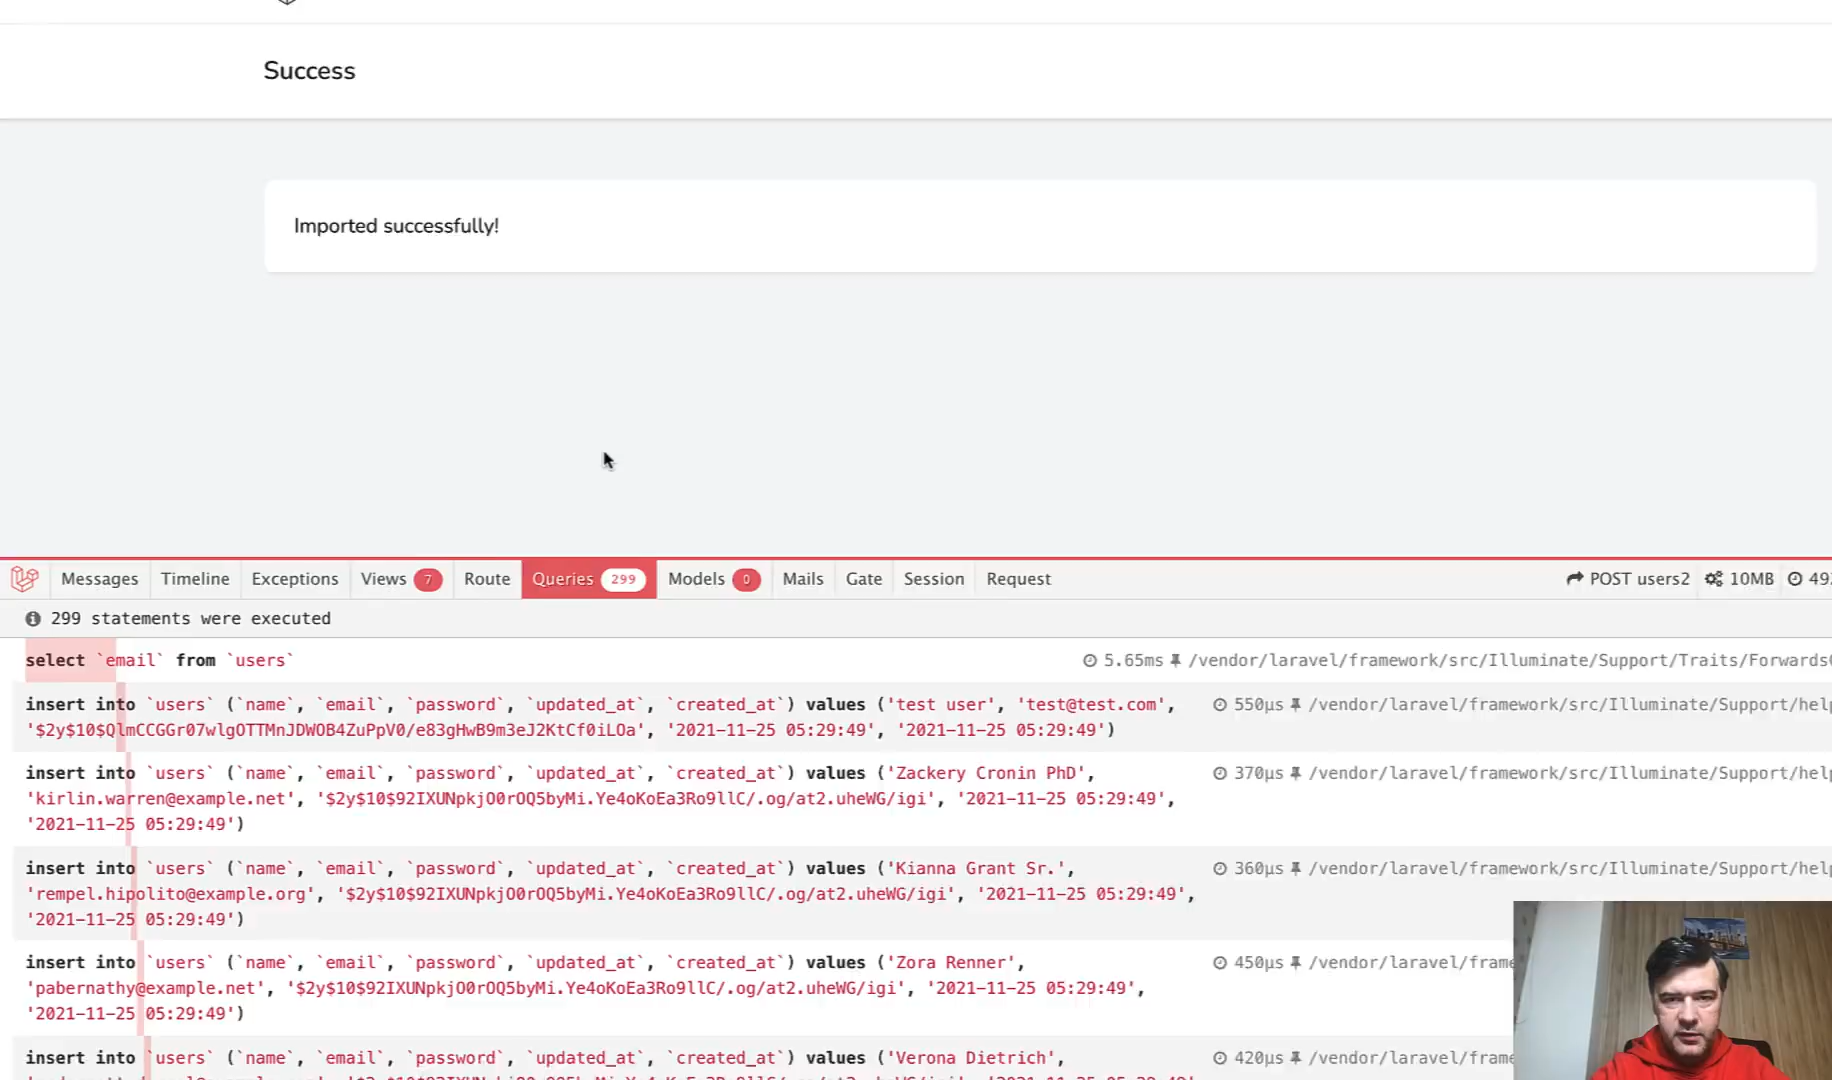 Success
Imported successfully!
Messages Timeline Exceptions Views 7 Route Queries 299 Models 0 Mails Gate Session Request POST users2 10MB
299 statements were executed
select `email` from `users` 5.65ms /vendor/laravel/framework/src/Illuminate/Support/Traits/Forwards
insert into `users` (`name`, `email`, `password`, `updated_at`, `created_at`) values ('test user', 'test@test.com', 550μs /vendor/laravel/framework/src/Illuminate/Support/help
'$2y$10$QlmCCGGr07wlgOTTMnJDWOB4ZuPpV0/e83gHwB9m3eJ2KtCf0iLOa', '2021-11-25 05:29:49', '2021-11-25 05:29:49')
insert into `users` (`name`, `email`, `password`, `updated_at`, `created_at`) values ('Zackery Cronin PhD', 370μs /vendor/laravel/framework/src/Illuminate/Support/help
'kirlin.warren@example.net', '$2y$10$92IXUNpkjO0rOQ5byMi.Ye4oKoEa3Ro9llC/.og/at2.uheWG/igi', '2021-11-25 05:29:49',
'2021-11-25 05:29:49')
insert into `users` (`name`, `email`, `password`, `updated_at`, `created_at`) values ('Kianna Grant Sr.', 360μs /vendor/laravel/framework/src/Illuminate/Support/help
'rempel.hipolito@example.org', '$2y$10$92IXUNpkjO0rOQ5byMi.Ye4oKoEa3Ro9llC/.og/at2.uheWG/igi', '2021-11-25 05:29:49',
'2021-11-25 05:29:49')
insert into `users` (`name`, `email`, `password`, `updated_at`, `created_at`) values ('Zora Renner', 450μs /vendor/laravel/frame
'pabernathy@example.net', '$2y$10$92IXUNpkjO0rOQ5byMi.Ye4oKoEa3Ro9llC/.og/at2.uheWG/igi', '2021-11-25 05:29:49',
'2021-11-25 05:29:49')
insert into `users` (`name`, `email`, `password`, `updated_at`, `created_at`) values ('Verona Dietrich', 420μs /vendor/laravel/frame